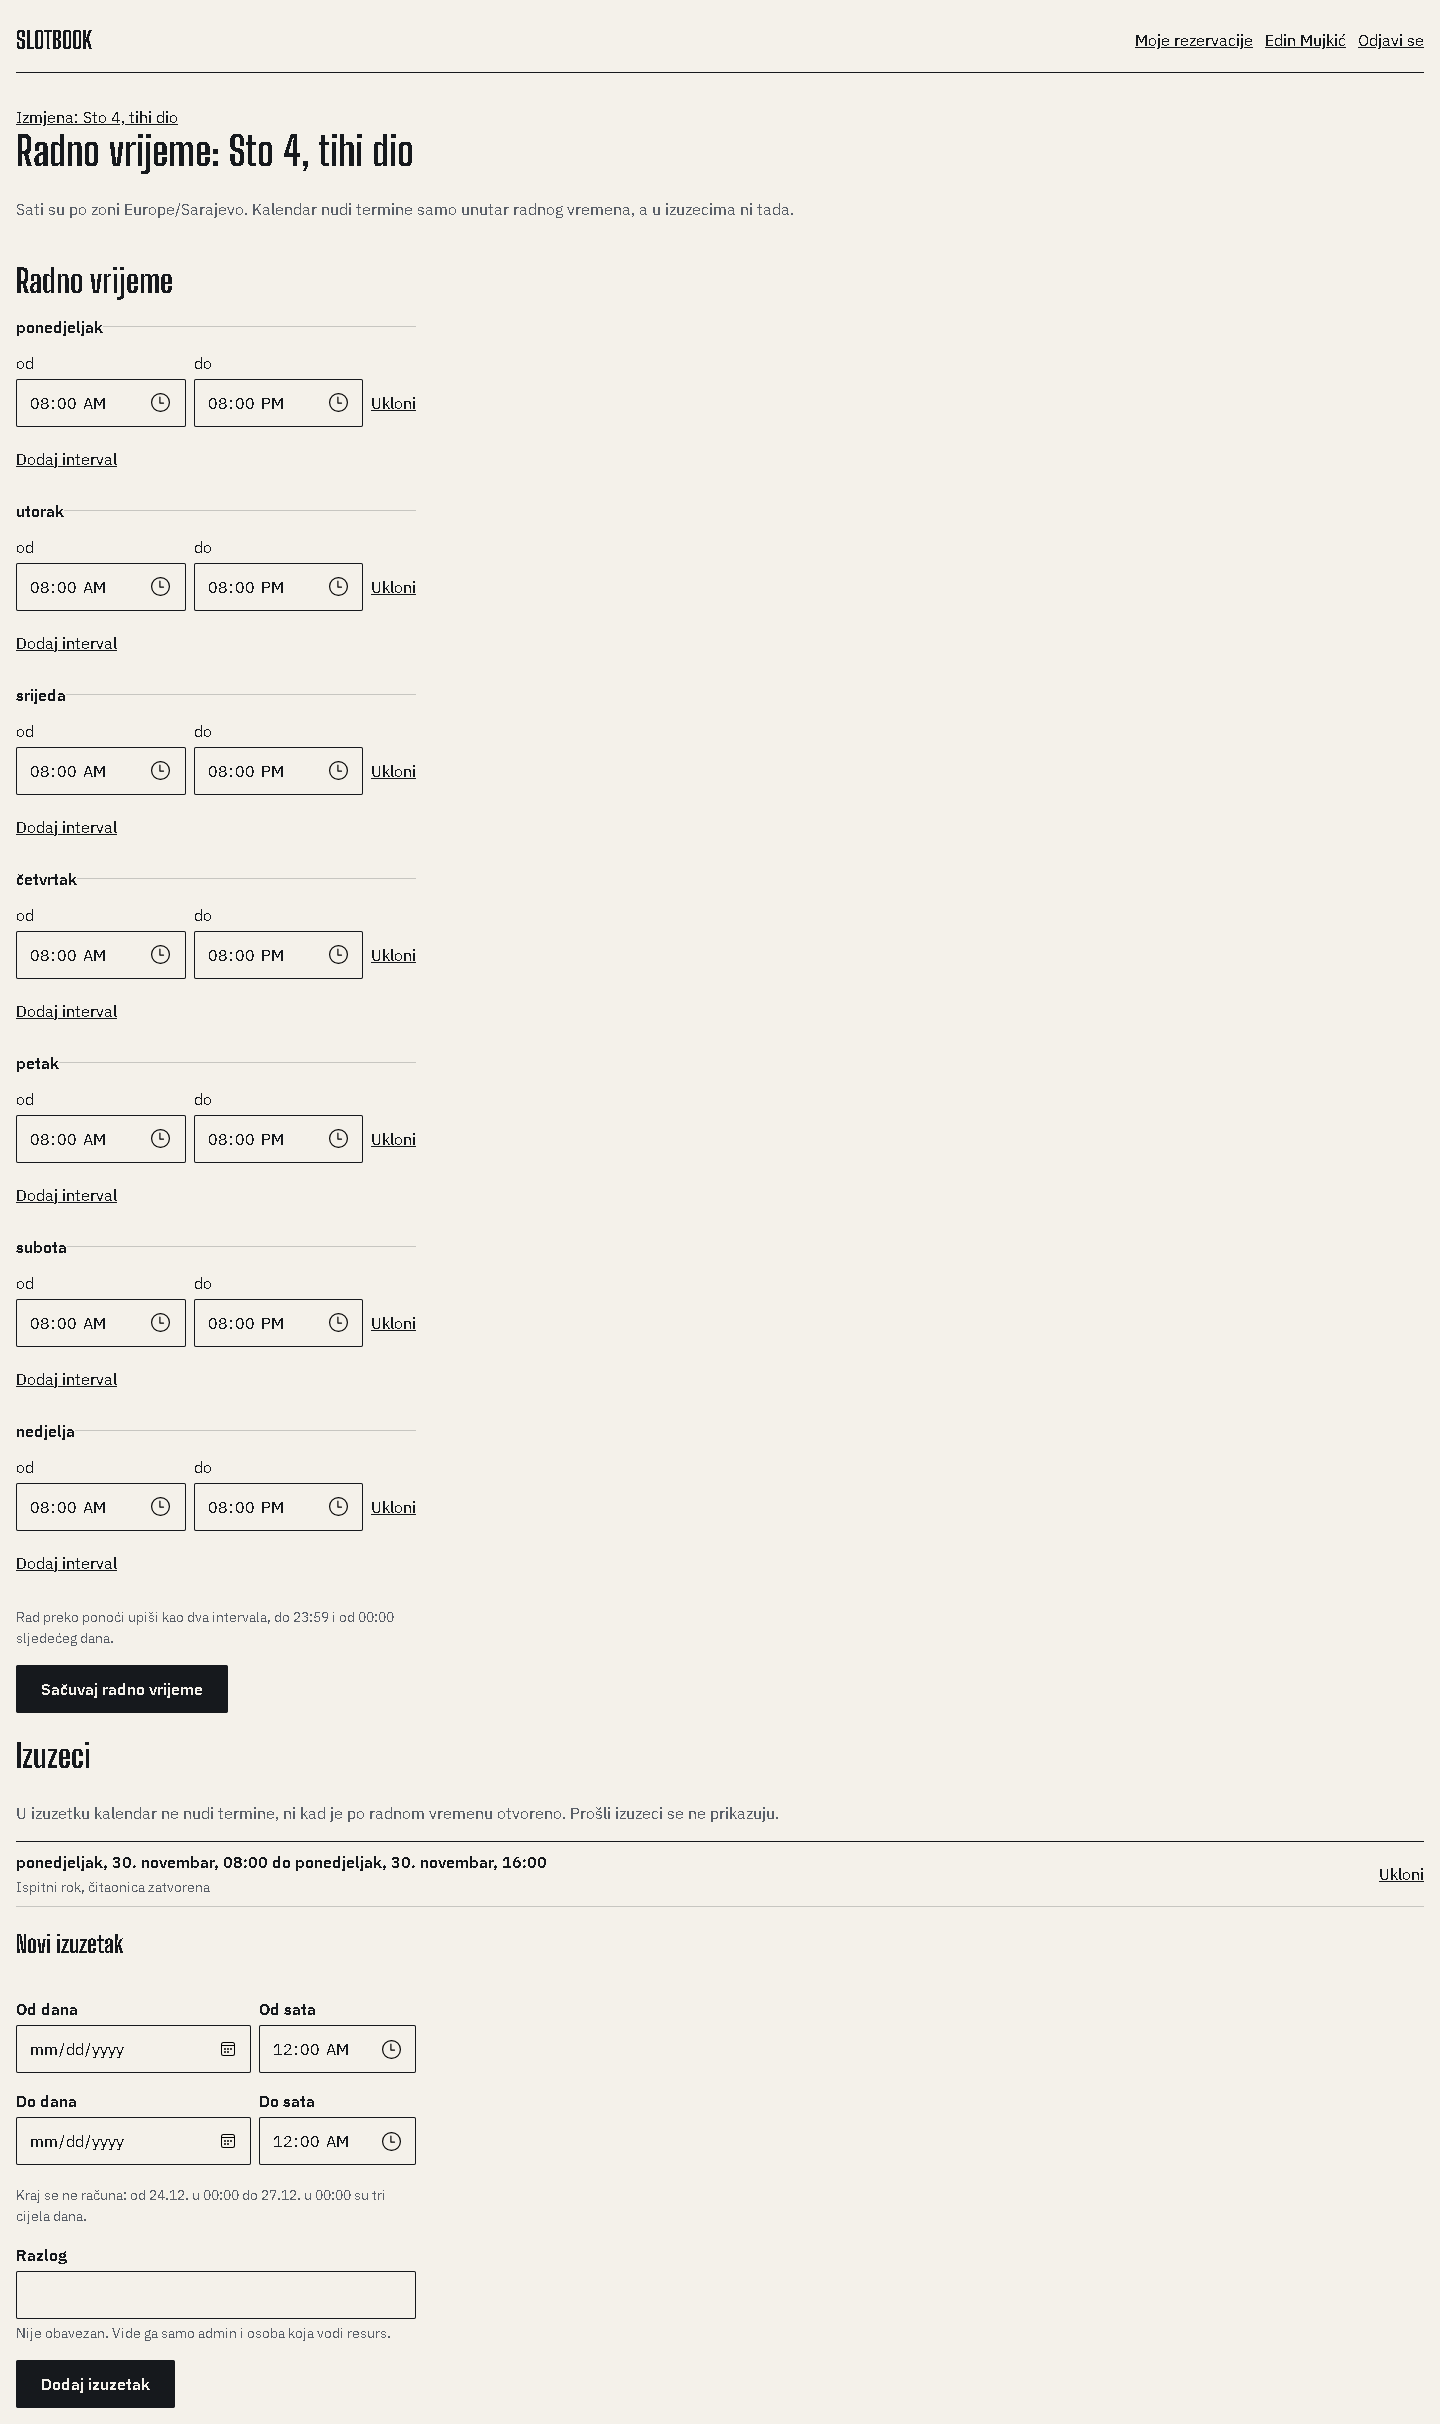 SLOTBOOK
Moje rezervacije Edin Mujkić Odjavi se
Izmjena: Sto 4, tihi dio
Radno vrijeme: Sto 4, tihi dio
Sati su po zoni Europe/Sarajevo. Kalendar nudi termine samo unutar radnog vremena, a u izuzecima ni tada.
Radno vrijeme
ponedjeljak
od do
08:00 AM 08:00 PM Ukloni
Dodaj interval
utorak
od do
08:00 AM 08:00 PM Ukloni
Dodaj interval
srijeda
od do
08:00 AM 08:00 PM Ukloni
Dodaj interval
četvrtak
od do
08:00 AM 08:00 PM Ukloni
Dodaj interval
petak
od do
08:00 AM 08:00 PM Ukloni
Dodaj interval
subota
od do
08:00 AM 08:00 PM Ukloni
Dodaj interval
nedjelja
od do
08:00 AM 08:00 PM Ukloni
Dodaj interval
Rad preko ponoći upiši kao dva intervala, do 23:59 i od 00:00
sljedećeg dana.
Sačuvaj radno vrijeme
Izuzeci
U izuzetku kalendar ne nudi termine, ni kad je po radnom vremenu otvoreno. Prošli izuzeci se ne prikazuju.
ponedjeljak, 30. novembar, 08:00 do ponedjeljak, 30. novembar, 16:00
Ispitni rok, čitaonica zatvorena
Ukloni
Novi izuzetak
Od dana Od sata
mm/dd/yyyy 12:00 AM
Do dana Do sata
mm/dd/yyyy 12:00 AM
Kraj se ne računa: od 24.12. u 00:00 do 27.12. u 00:00 su tri
cijela dana.
Razlog
Nije obavezan. Vide ga samo admin i osoba koja vodi resurs.
Dodaj izuzetak